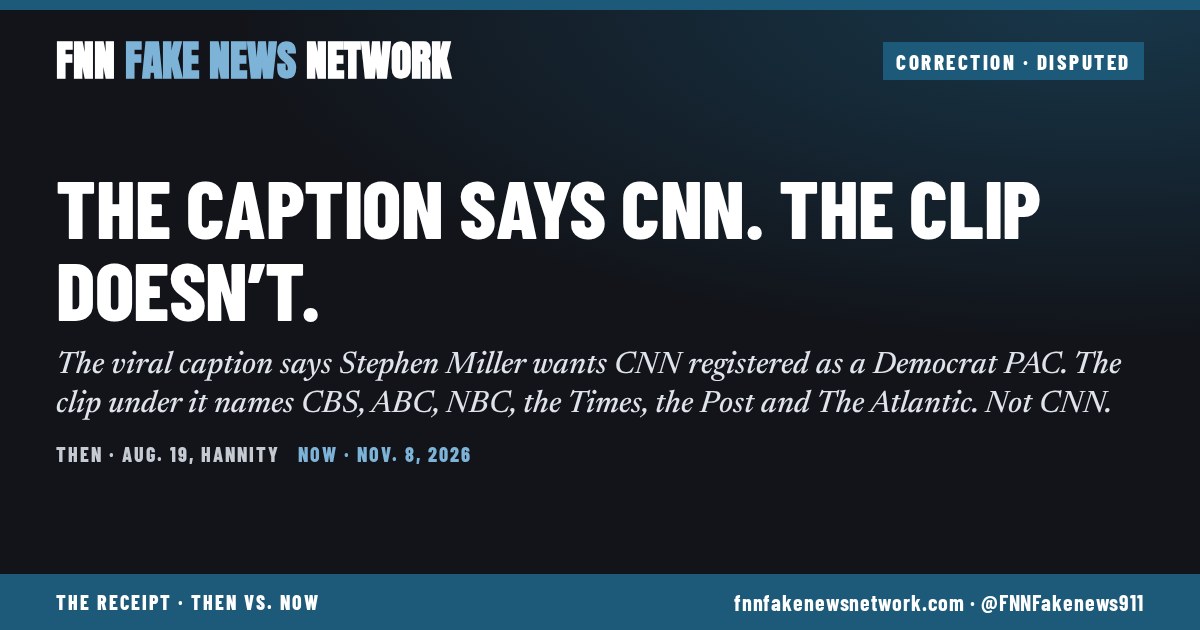 FNN FAKE NEWS NETWORK
CORRECTION · DISPUTED
THE CAPTION SAYS CNN. THE CLIP
DOESN’T.
The viral caption says Stephen Miller wants CNN registered as a Democrat PAC. The
clip under it names CBS, ABC, NBC, the Times, the Post and The Atlantic. Not CNN.
THEN · AUG. 19, HANNITY NOW · NOV. 8, 2026
THE RECEIPT · THEN VS. NOW
fnnfakenewsnetwork.com · @FNNFakenews911